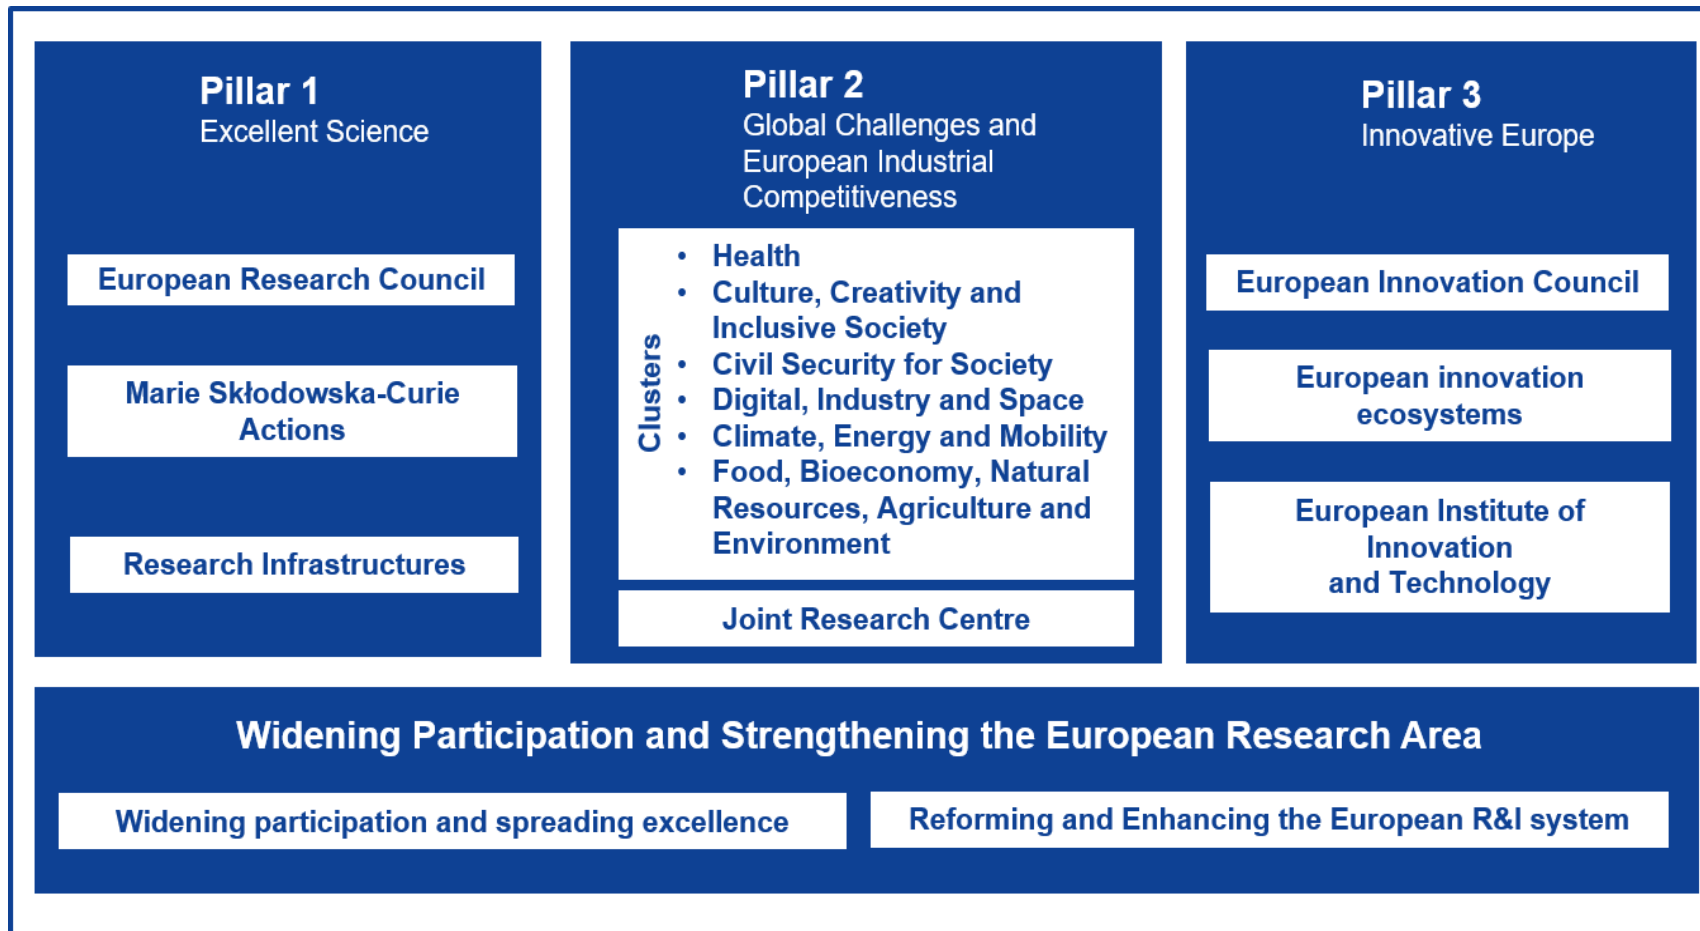 Pillar 1
Excellent Science
European Research Council
Marie Skłodowska-Curie
Actions
Research Infrastructures
Pillar 2
Global Challenges and
European Industrial
Competitiveness
Clusters
• Health
• Culture, Creativity and
Inclusive Society
• Civil Security for Society
• Digital, Industry and Space
• Climate, Energy and Mobility
• Food, Bioeconomy, Natural
Resources, Agriculture and
Environment
Joint Research Centre
Pillar 3
Innovative Europe
European Innovation Council
European innovation
ecosystems
European Institute of
Innovation
and Technology
Widening Participation and Strengthening the European Research Area
Widening participation and spreading excellence
Reforming and Enhancing the European R&I system